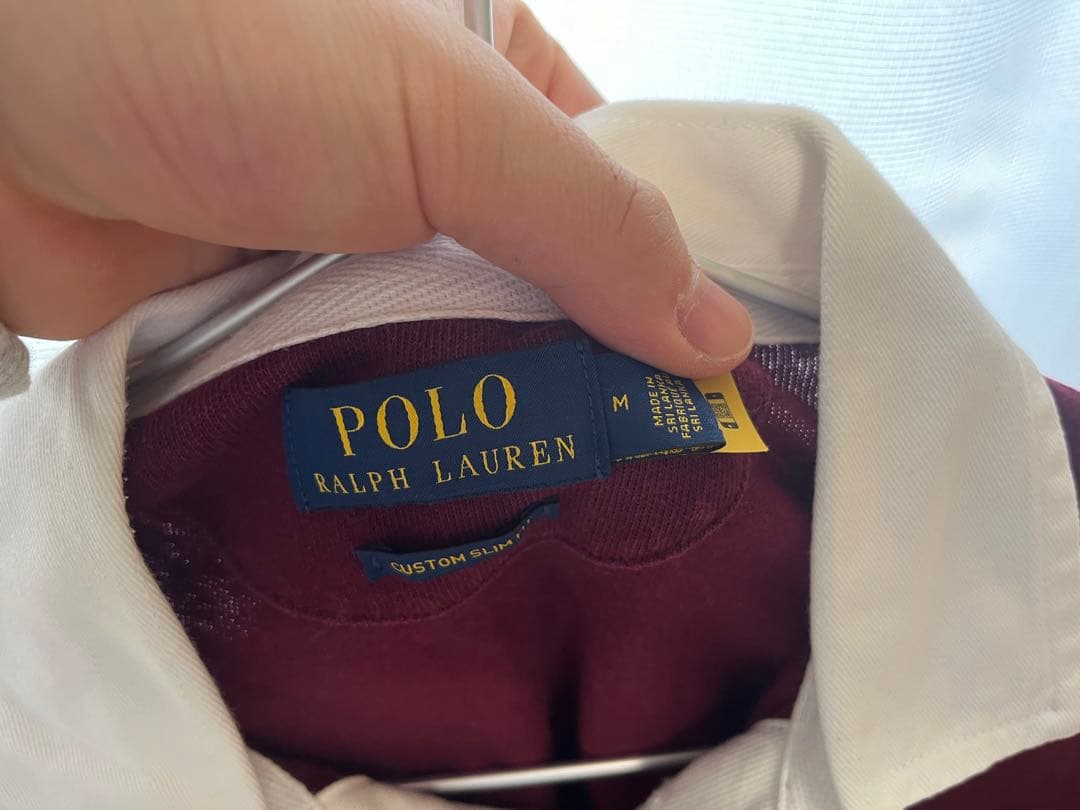 POLO
RALPH LAUREN
M
MADE IN
SRI LANKA
FABRIQUÉ AU
SRI LANKA
CUSTOM SLIM